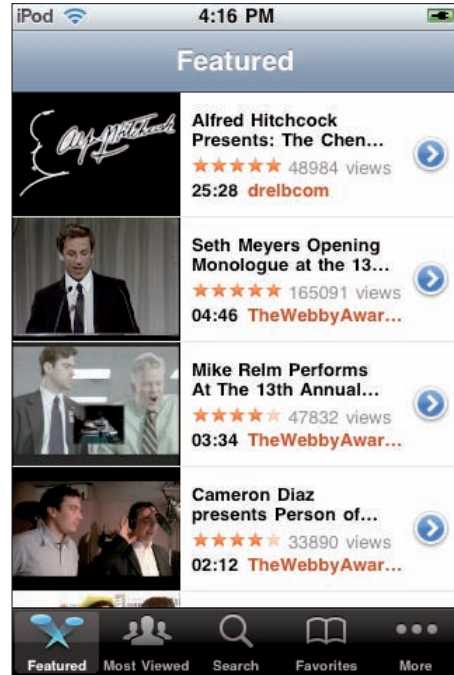 iPod 4:16 PM
Featured
Alfred Hitchcock
Presents: The Chen...
48984 views
25:28 drelbcom
Seth Meyers Opening
Monologue at the 13...
165091 views
04:46 TheWebbyAwar...
Mike Relm Performs
At The 13th Annual...
47832 views
03:34 TheWebbyAwar...
Cameron Diaz
presents Person of...
33890 views
02:12 TheWebbyAwar...
Featured Most Viewed Search Favorites More